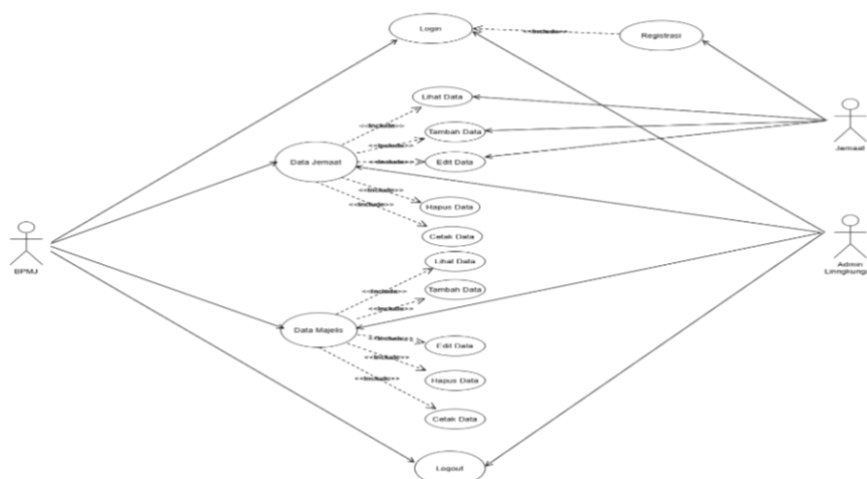 Login
<<Include>>
Registrasi
Lihat Data
<<Include>>
Tambah Data
<<Include>>
Jemaat
Data Jemaat
<<Include>>
Edit Data
<<Include>>
Hapus Data
<<Include>>
Cetak Data
BPMJ
Lihat Data
Admin
Linngkunga
<<Include>>
Tambah Data
<<Include>>
Data Majelis
<<Include>>
Edit Data
<<Include>>
Hapus Data
<<Include>>
Cetak Data
Logout